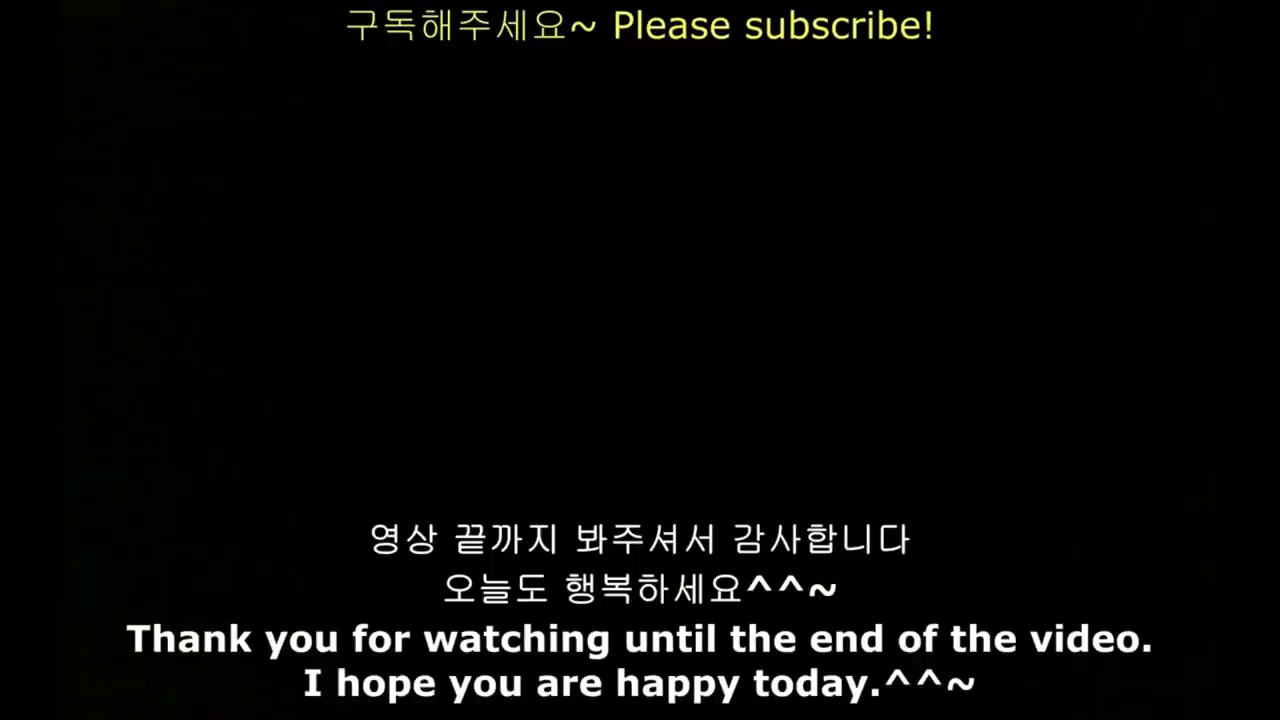 구독해주세요~ Please subscribe!
영상 끝까지 봐주셔서 감사합니다
오늘도 행복하세요^^~
Thank you for watching until the end of the video.
I hope you are happy today.^^~